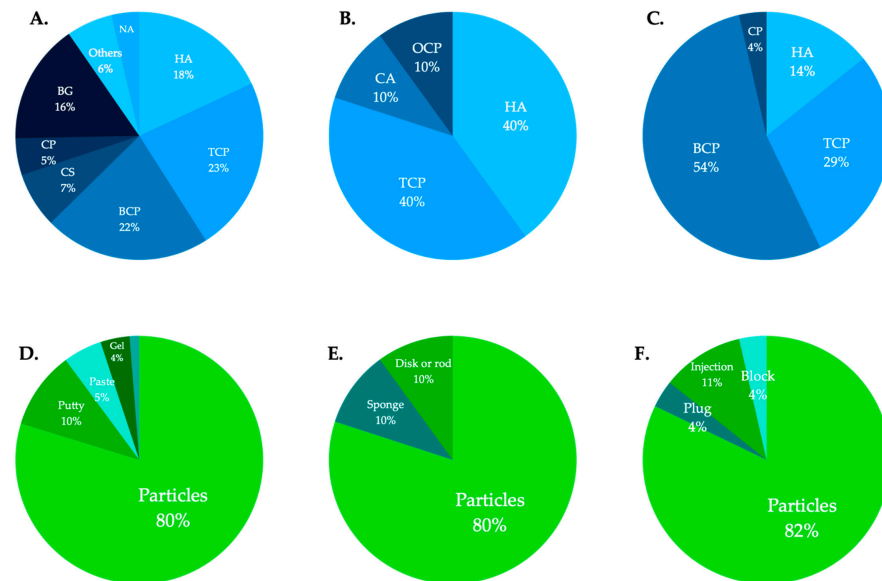 A.
NA
Others
6%
HA
18%
BG
16%
TCP
23%
CP
5%
CS
7%
BCP
22%
B.
OCP
10%
CA
10%
HA
40%
TCP
40%
C.
CP
4%
HA
14%
TCP
29%
BCP
54%
D.
Gel
4%
Paste
5%
Putty
10%
Particles
80%
E.
Disk or rod
10%
Sponge
10%
Particles
80%
F.
Injection
11%
Block
4%
Plug
4%
Particles
82%